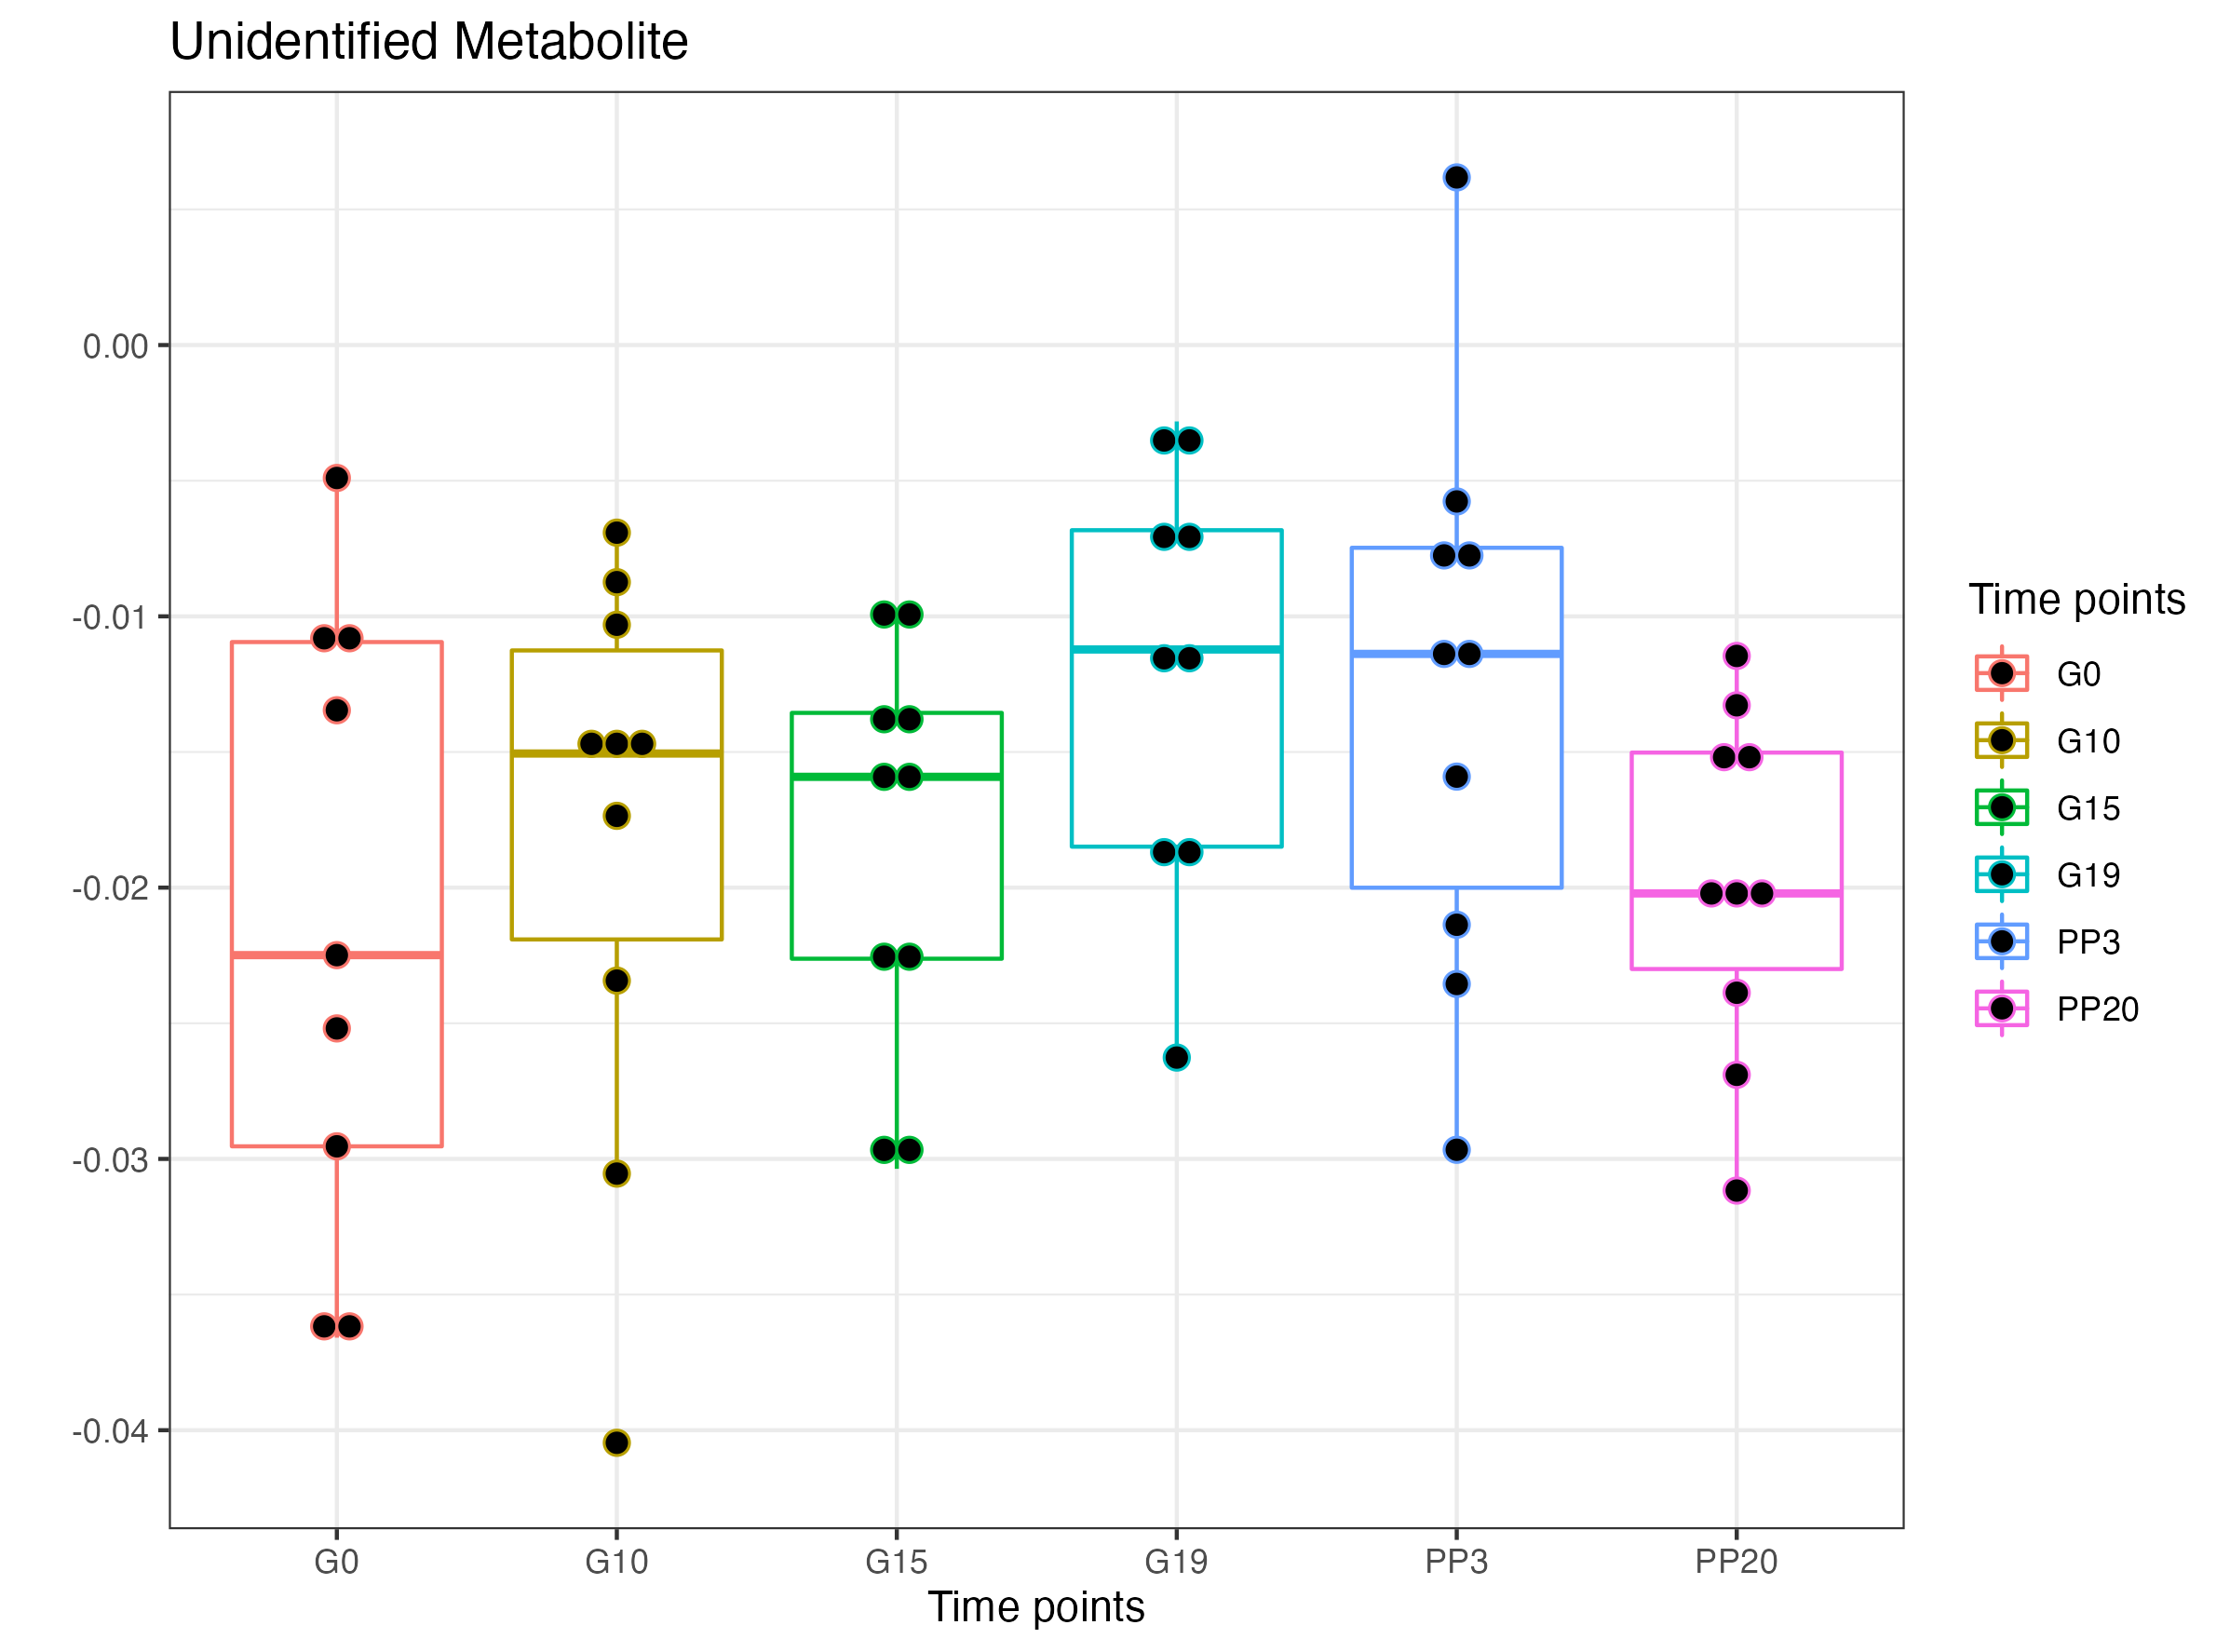 Unidentified Metabolite
0.00
-0.01
-0.02
-0.03
-0.04
G0 G10 G15 G19 PP3 PP20
Time points
Time points
G0
G10
G15
G19
PP3
PP20